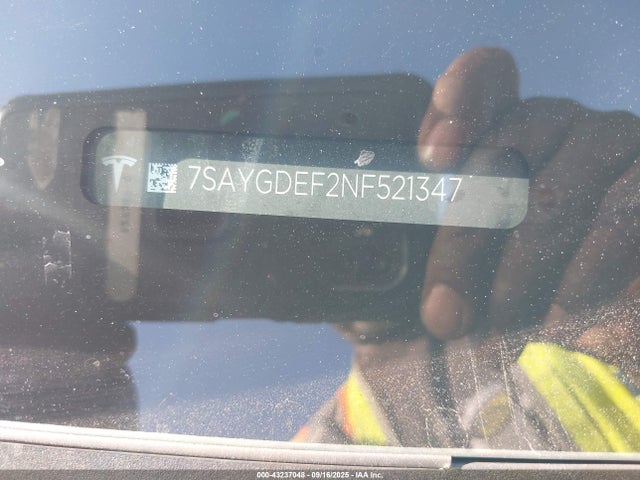 7SAYGDEF2NF521347
000-43237048 - 09/16/2025 - © IAA Inc.